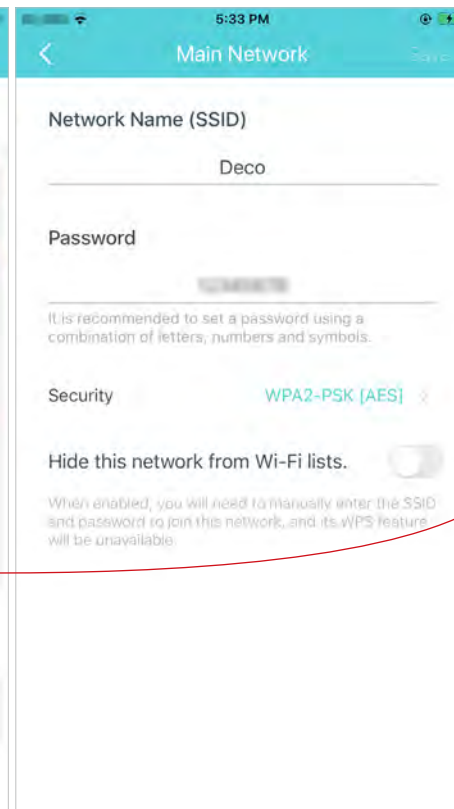 5:33 PM
Main Network
Save
Network Name (SSID)
Deco
Password
It is recommended to set a password using a
combination of letters, numbers and symbols.
Security
WPA2-PSK [AES]
Hide this network from Wi-Fi lists.
When enabled, you will need to manually enter the SSID
and password to join this network, and its WPS feature
will be unavailable.